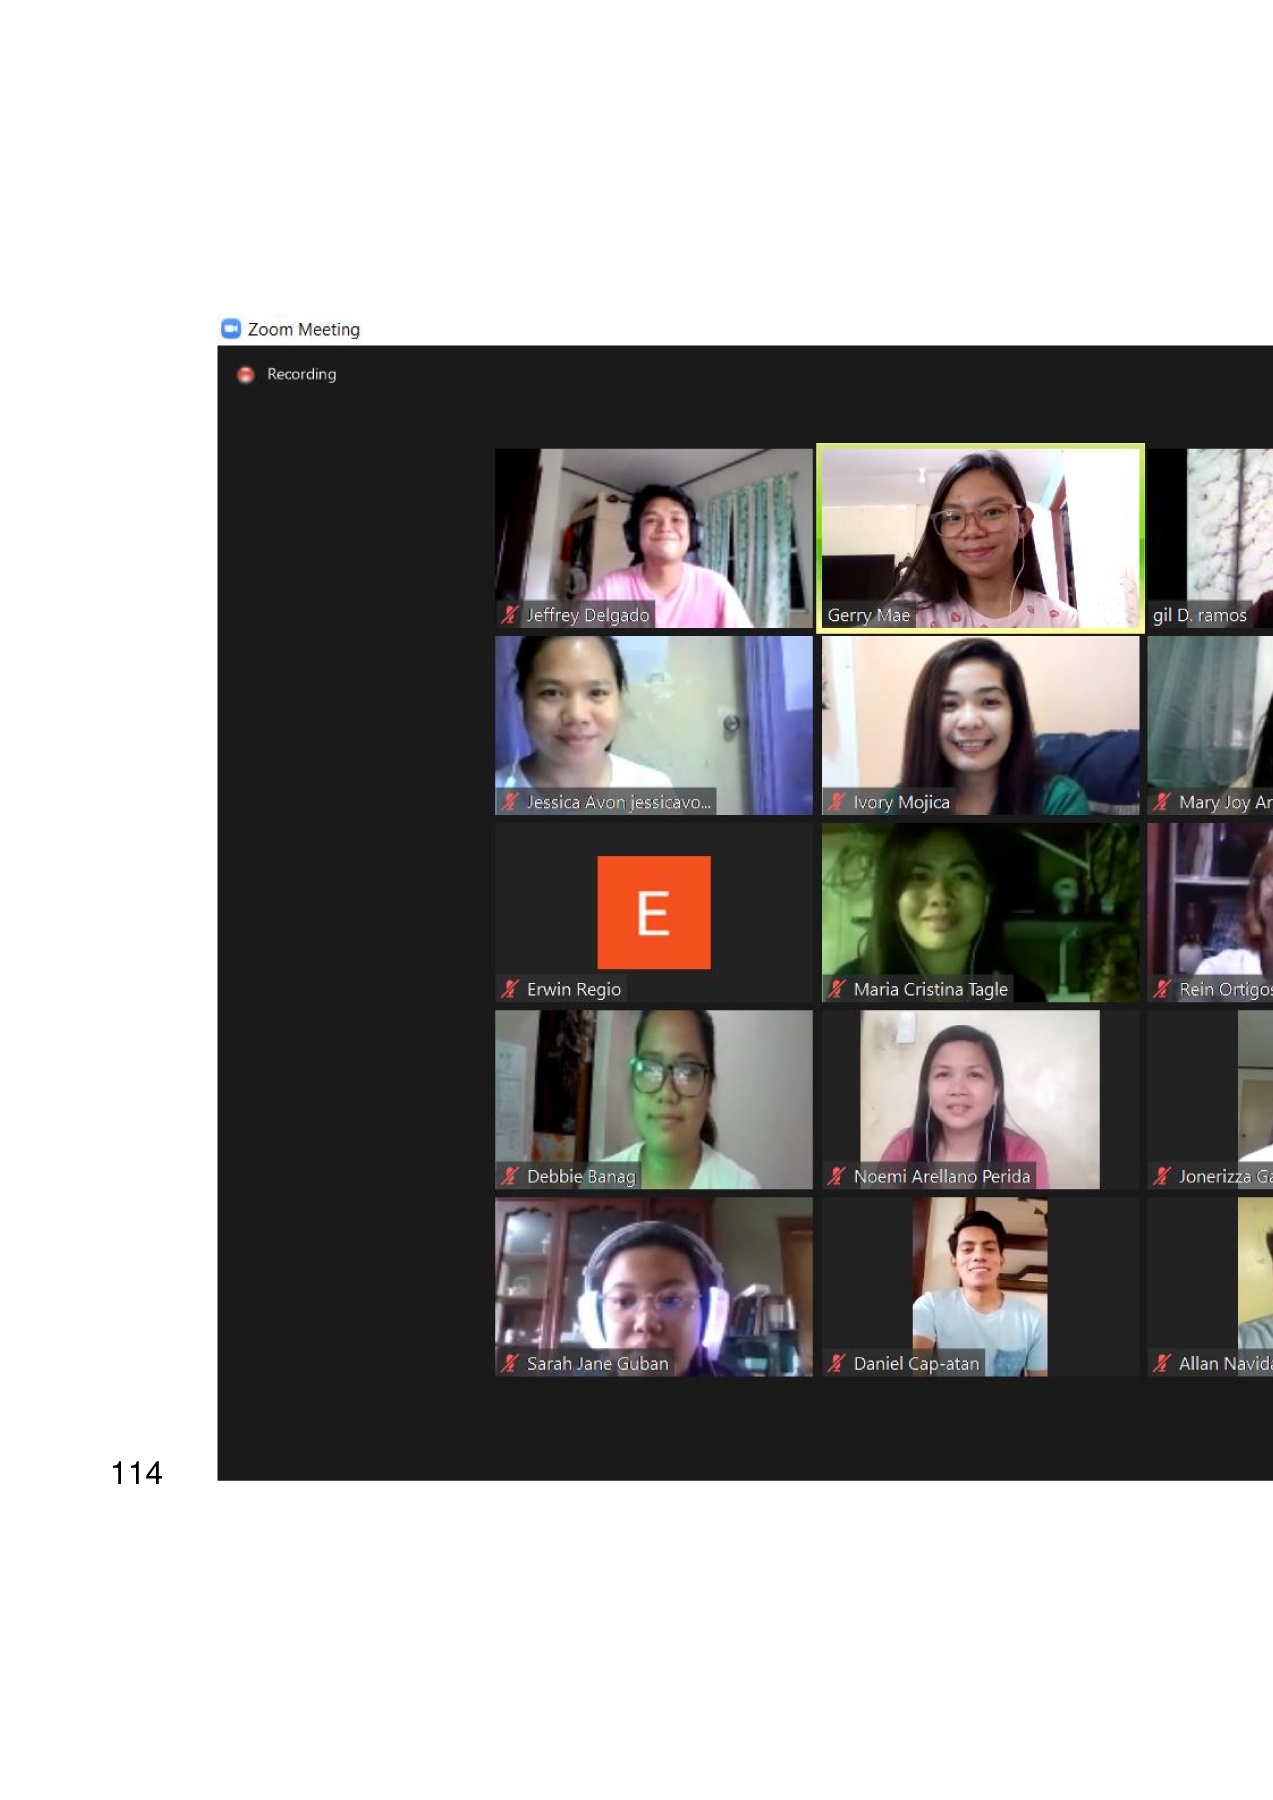 Zoom Meeting
Recording
Jeffrey Delgado
Gerry Mae
gil D. ramos
Jessica Avon jessicavo...
Ivory Mojica
Mary Joy Ar
E
Erwin Regio
Maria Cristina Tagle
Rein Ortigos
Debbie Banag
Noemi Arellano Perida
Jonerizza Ga
Sarah Jane Guban
Daniel Cap-atan
Allan Navida
114